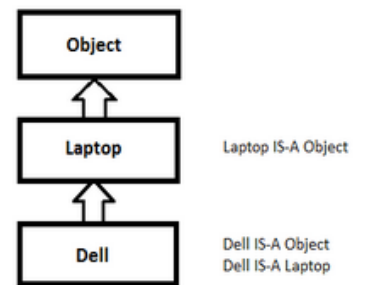 Object
Laptop
Laptop IS-A Object
Dell
Dell IS-A Object
Dell IS-A Laptop